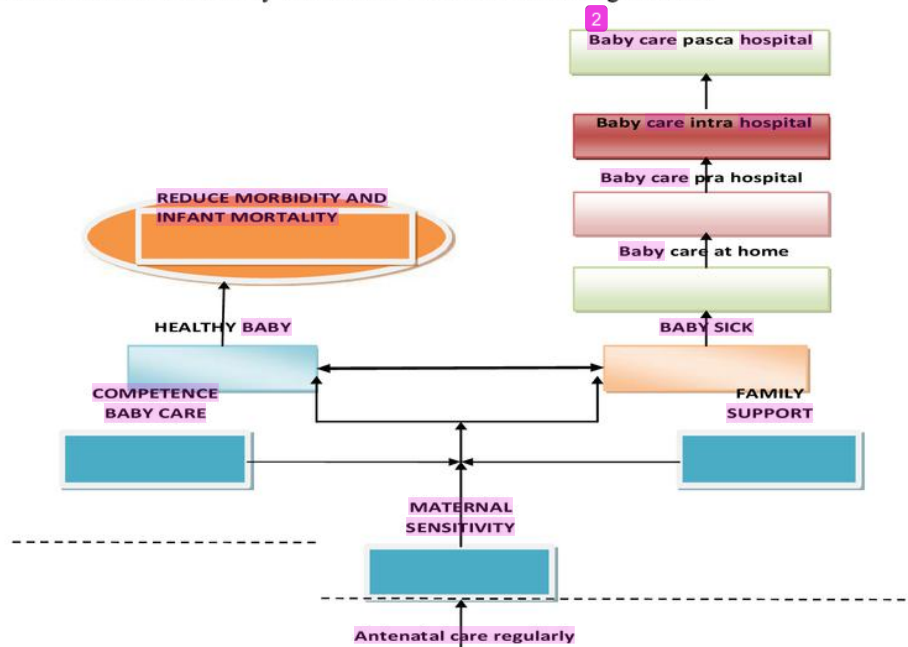 2
Baby care pasca hospital
Baby care intra hospital
Baby care pra hospital
REDUCE MORBIDITY AND
INFANT MORTALITY
Baby care at home
HEALTHY BABY
BABY SICK
COMPETENCE
BABY CARE
FAMILY
SUPPORT
MATERNAL
SENSITIVITY
Antenatal care regularly